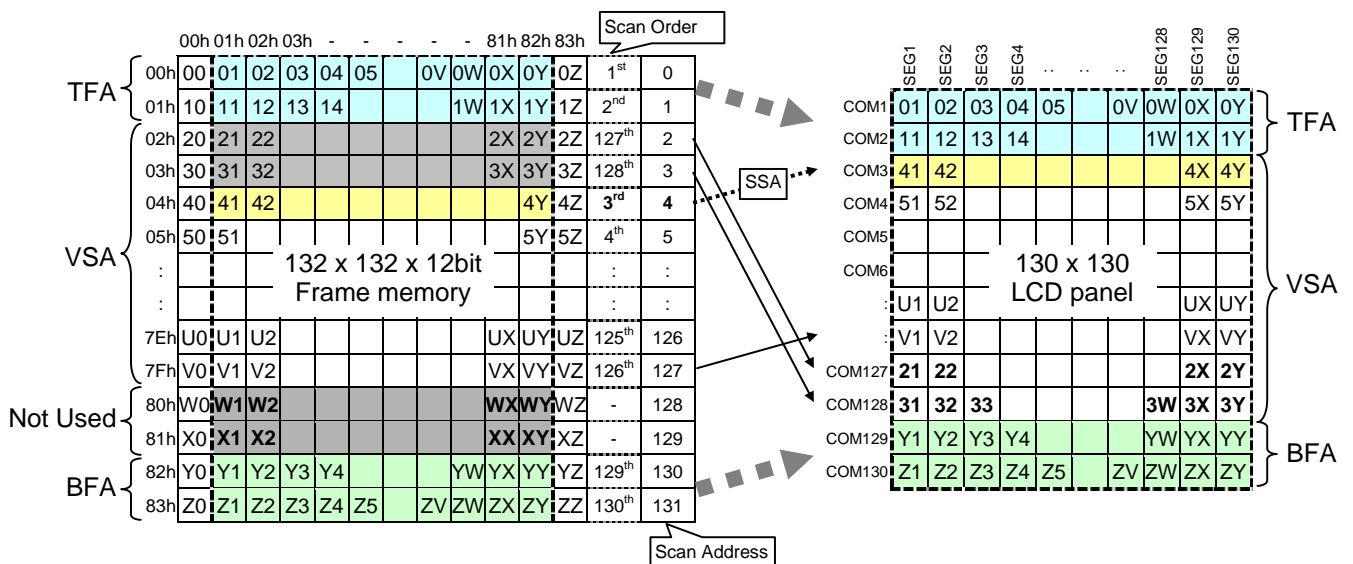 Scan Order
00h 01h 02h 03h - - - - - 81h 82h 83h
TFA
00h 00 01 02 03 04 05 0V 0W 0X 0Y 0Z 1st 0
01h 10 11 12 13 14 1W 1X 1Y 1Z 2nd 1
VSA
02h 20 21 22 2X 2Y 2Z 127th 2
03h 30 31 32 3X 3Y 3Z 128th 3
04h 40 41 42 4Y 4Z 3rd 4
05h 50 51 5Y 5Z 4th 5
: : :
: : :
132 x 132 x 12bit
Frame memory
7Eh U0 U1 U2 UX UY UZ 125th 126
7Fh V0 V1 V2 VX VY VZ 126th 127
Not Used
80h W0 W1 W2 WX WY WZ - 128
81h X0 X1 X2 XX XY XZ - 129
BFA
82h Y0 Y1 Y2 Y3 Y4 YW YX YY YZ 129th 130
83h Z0 Z1 Z2 Z3 Z4 Z5 ZV ZW ZX ZY ZZ 130th 131
Scan Address
SSA
SEG1 SEG2 SEG3 SEG4 : : : : : : SEG128 SEG129 SEG130
COM1 01 02 03 04 05 0V 0W 0X 0Y
COM2 11 12 13 14 1W 1X 1Y
TFA
COM3 41 42 4X 4Y
COM4 51 52 5X 5Y
COM5
COM6
130 x 130
LCD panel
VSA
: U1 U2 UX UY
: V1 V2 VX VY
COM127 21 22 2X 2Y
COM128 31 32 33 3W 3X 3Y
COM129 Y1 Y2 Y3 Y4 YW YX YY
COM130 Z1 Z2 Z3 Z4 Z5 ZV ZW ZX ZY
BFA